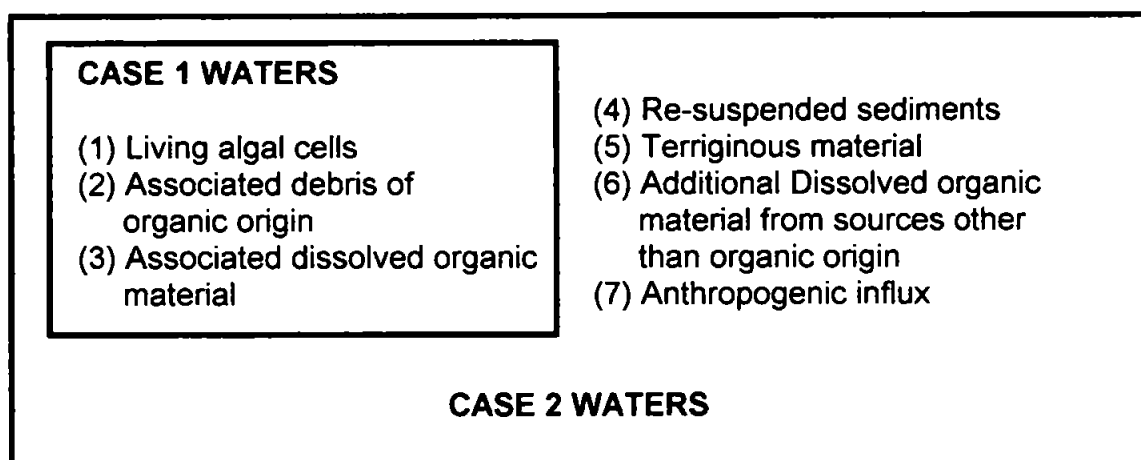 CASE 1 WATERS
(1) Living algal cells
(2) Associated debris of
organic origin
(3) Associated dissolved organic
material
(4) Re-suspended sediments
(5) Terriginous material
(6) Additional Dissolved organic
material from sources other
than organic origin
(7) Anthropogenic influx
CASE 2 WATERS